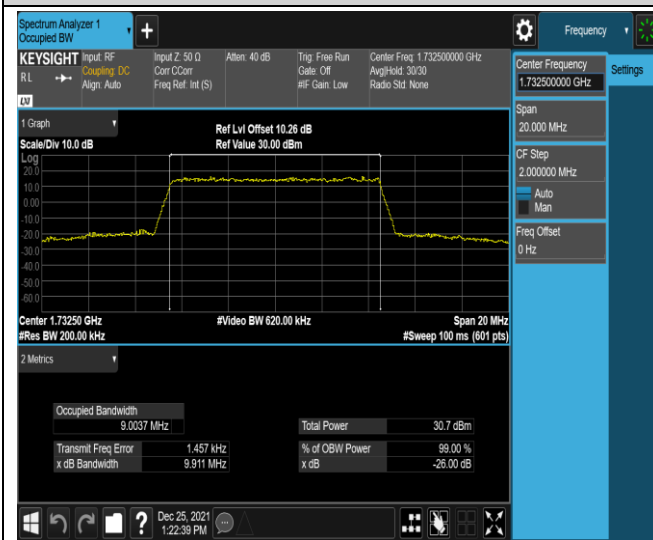 Spectrum Analyzer 1
Occupied BW
+
Frequency
KEYSIGHT
RL
LXI
Input: RF
Coupling: DC
Align: Auto
Input Z: 50 Ω
Corr CCorr
Freq Ref: Int (S)
Atten: 40 dB
Trig: Free Run
Gate: Off
#IF Gain: Low
Center Freq: 1.732500000 GHz
Avg|Hold: 30/30
Radio Std: None
Center Frequency
1.732500000 GHz
Settings
Span
20.000 MHz
CF Step
2.000000 MHz
Auto
Man
Freq Offset
0 Hz
1 Graph
Scale/Div 10.0 dB
Ref Lvl Offset 10.26 dB
Ref Value 30.00 dBm
Log
20.0
10.0
0.00
-10.0
-20.0
-30.0
-40.0
-50.0
-60.0
Center 1.73250 GHz
#Video BW 620.00 kHz
Span 20 MHz
#Res BW 200.00 kHz
#Sweep 100 ms (601 pts)
2 Metrics
Occupied Bandwidth
9.0037 MHz
Total Power 30.7 dBm
Transmit Freq Error 1.457 kHz
% of OBW Power 99.00 %
x dB Bandwidth 9.911 MHz
x dB -26.00 dB
?
Dec 25, 2021
1:22:39 PM